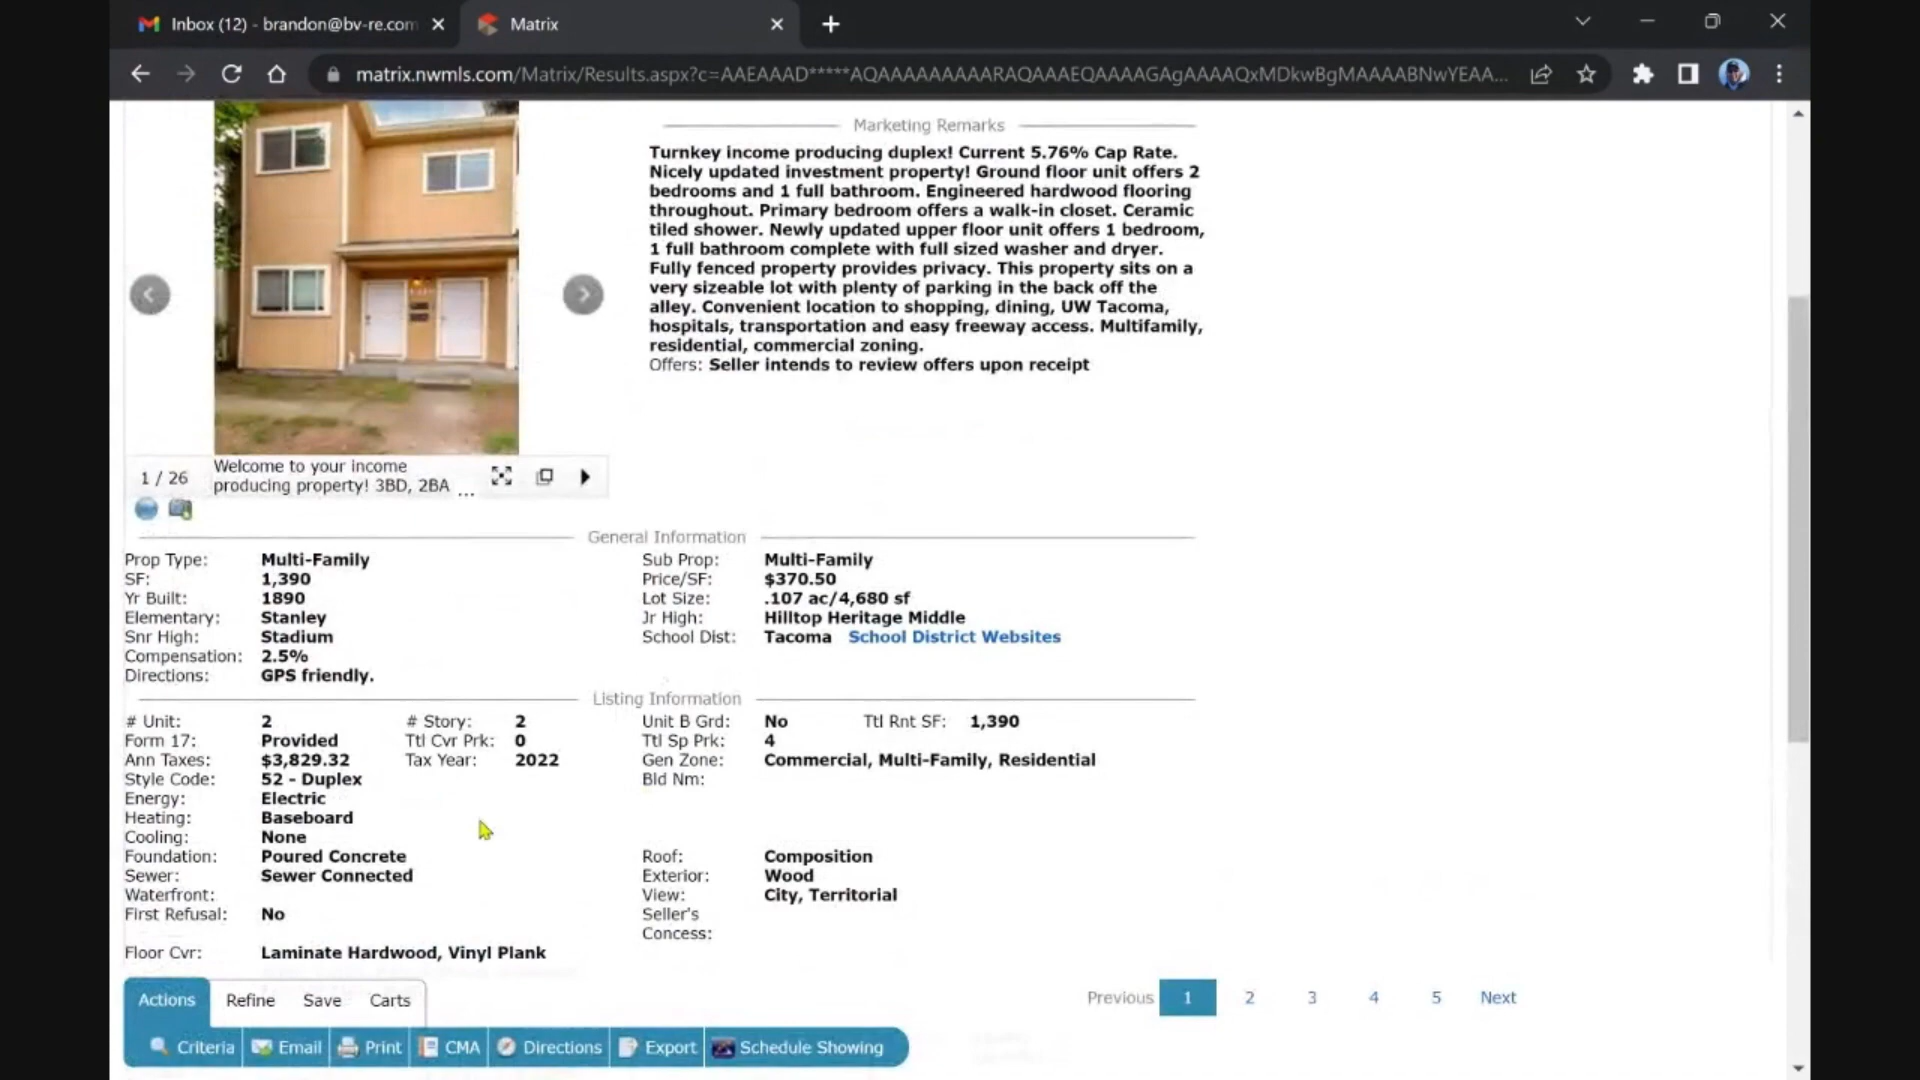 Inbox (12) - brandon@bv-re.com
Matrix
matrix.nwmls.com/Matrix/Results.aspx?c=AAEAAAD*****AQAAAAAAAAARAQAAAEQAAAAGAgAAAAQxMDkwBgMAAAABNwYEAA...
Marketing Remarks
Turnkey income producing duplex! Current 5.76% Cap Rate.
Nicely updated investment property! Ground floor unit offers 2
bedrooms and 1 full bathroom. Engineered hardwood flooring
throughout. Primary bedroom offers a walk-in closet. Ceramic
tiled shower. Newly updated upper floor unit offers 1 bedroom,
1 full bathroom complete with full sized washer and dryer.
Fully fenced property provides privacy. This property sits on a
very sizeable lot with plenty of parking in the back off the
alley. Convenient location to shopping, dining, UW Tacoma,
hospitals, transportation and easy freeway access. Multifamily,
residential, commercial zoning.
Offers: Seller intends to review offers upon receipt
1 / 26
Welcome to your income
producing property! 3BD, 2BA ...
General Information
Prop Type: Multi-Family Sub Prop: Multi-Family
SF: 1,390 Price/SF: $370.50
Yr Built: 1890 Lot Size: .107 ac/4,680 sf
Elementary: Stanley Jr High: Hilltop Heritage Middle
Snr High: Stadium School Dist: Tacoma School District Websites
Compensation: 2.5%
Directions: GPS friendly.
Listing Information
# Unit: 2 # Story: 2 Unit B Grd: No Ttl Rnt SF: 1,390
Form 17: Provided Ttl Cvr Prk: 0 Ttl Sp Prk: 4
Ann Taxes: $3,829.32 Tax Year: 2022 Gen Zone: Commercial, Multi-Family, Residential
Style Code: 52 - Duplex Bld Nm:
Energy: Electric
Heating: Baseboard
Cooling: None
Foundation: Poured Concrete Roof: Composition
Sewer: Sewer Connected Exterior: Wood
Waterfront: View: City, Territorial
First Refusal: No Seller's
Concess:
Floor Cvr: Laminate Hardwood, Vinyl Plank
Actions Refine Save Carts
Previous 1 2 3 4 5 Next
Criteria Email Print CMA Directions Export Schedule Showing